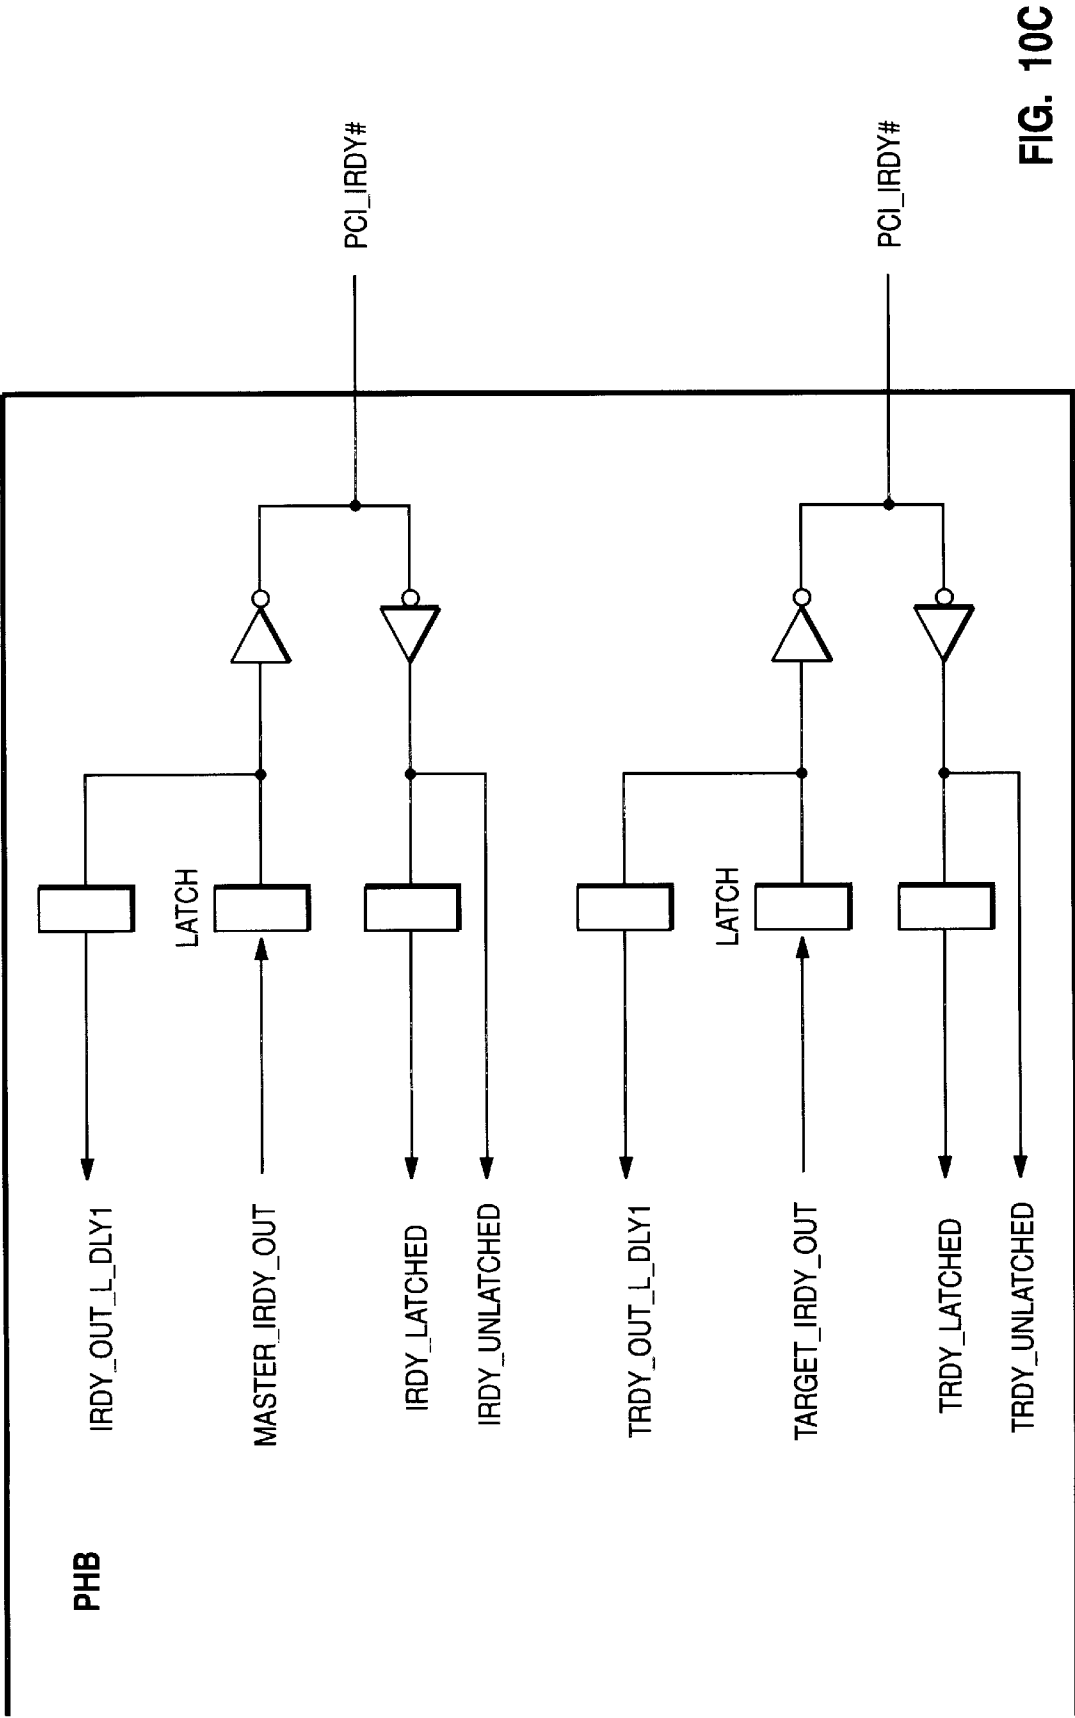 PHB
IRDY_OUT_L_DLY1
LATCH
MASTER_IRDY_OUT
PCI_IRDY#
IRDY_LATCHED
IRDY_UNLATCHED
TRDY_OUT_L_DLY1
LATCH
TARGET_IRDY_OUT
PCI_IRDY#
TRDY_LATCHED
TRDY_UNLATCHED
FIG. 10C